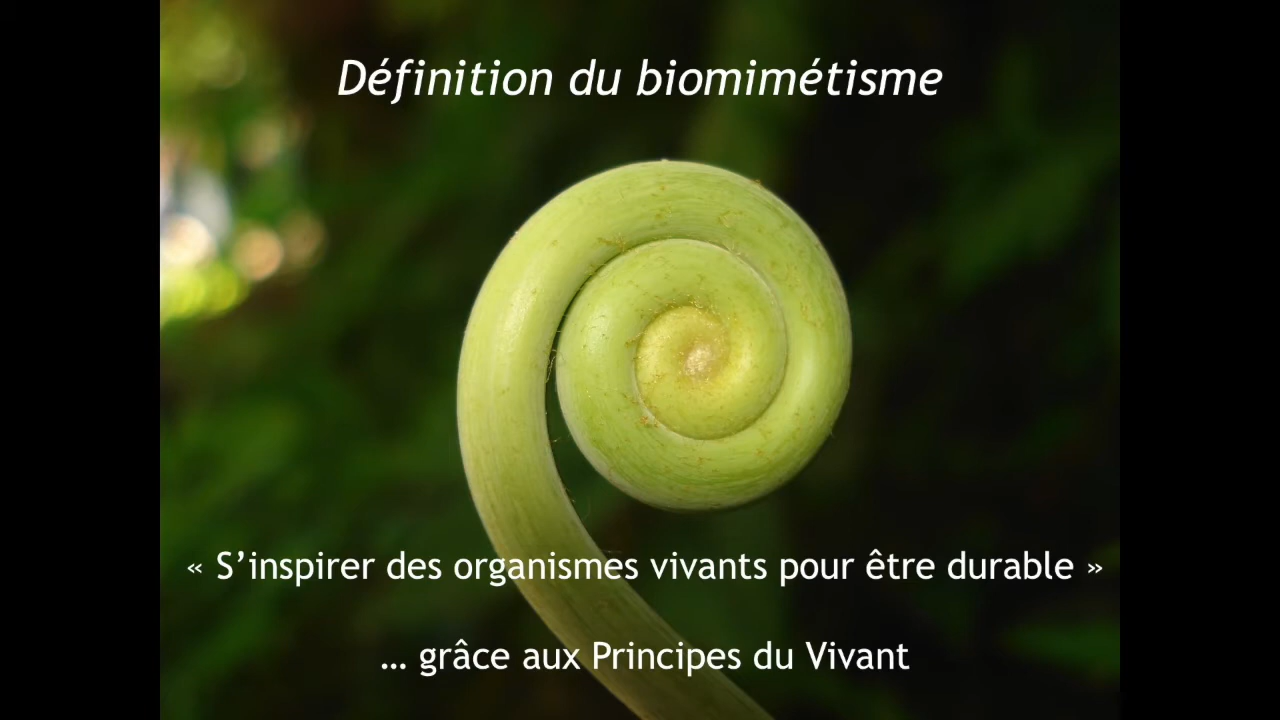 Définition du biomimétisme
« S’inspirer des organismes vivants pour être durable »
… grâce aux Principes du Vivant